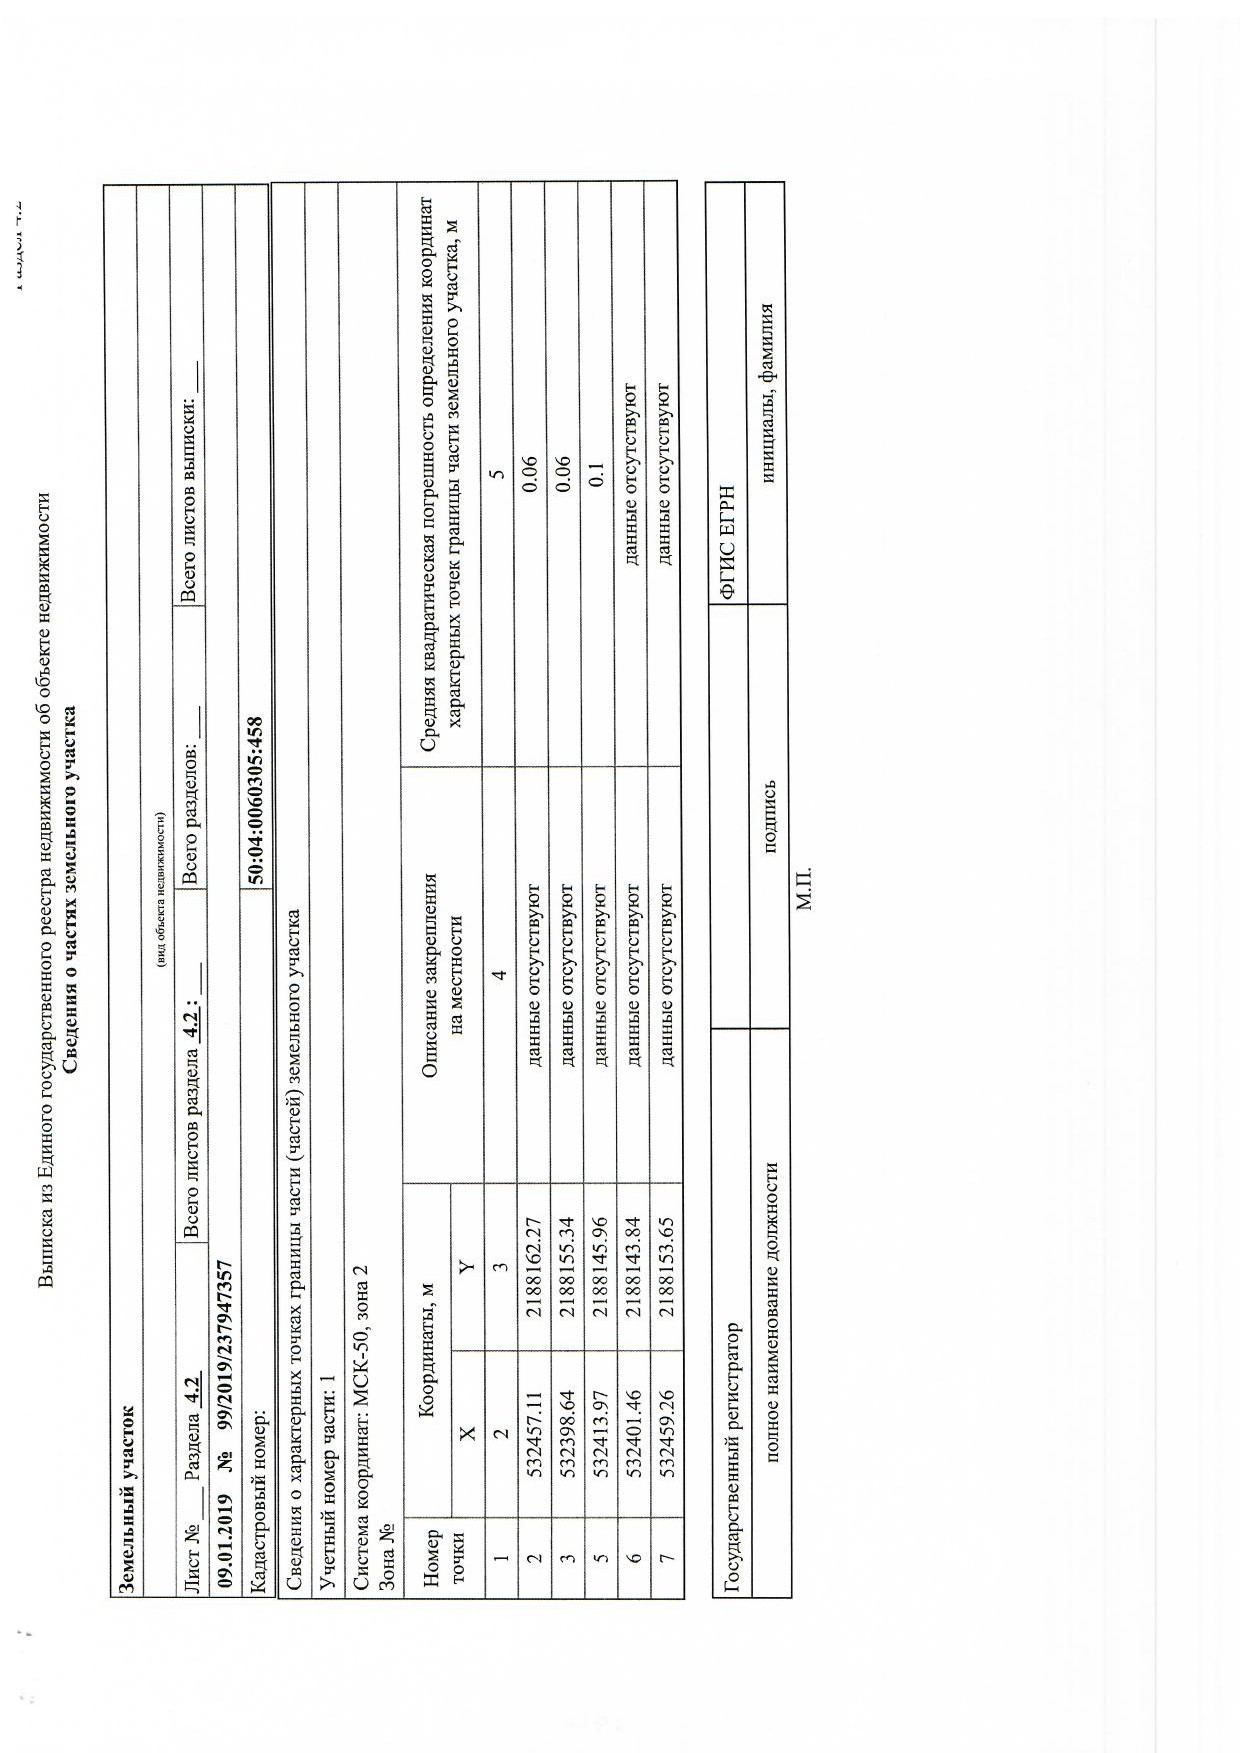 Раздел 4.2
Выписка из Единого государственного реестра недвижимости об объекте недвижимости
Сведения о частях земельного участка
Земельный участок
(вид объекта недвижимости)
Лист № ___ Раздела 4.2 Всего листов раздела 4.2 : ___ Всего разделов: ___ Всего листов выписки: ___
09.01.2019 № 99/2019/237947357
Кадастровый номер: 50:04:0060305:458
Сведения о характерных точках границы части (частей) земельного участка
Учетный номер части: 1
Система координат: МСК-50, зона 2
Зона №
Номер точки Координаты, м Описание закрепления на местности Средняя квадратическая погрешность определения координат характерных точек границы части земельного участка, м
X Y
1 2 3 4 5
2 532457.11 2188162.27 данные отсутствуют 0.06
3 532398.64 2188155.34 данные отсутствуют 0.06
5 532413.97 2188145.96 данные отсутствуют 0.1
6 532401.46 2188143.84 данные отсутствуют данные отсутствуют
7 532459.26 2188153.65 данные отсутствуют данные отсутствуют
Государственный регистратор ФГИС ЕГРН
полное наименование должности подпись инициалы, фамилия
М.П.